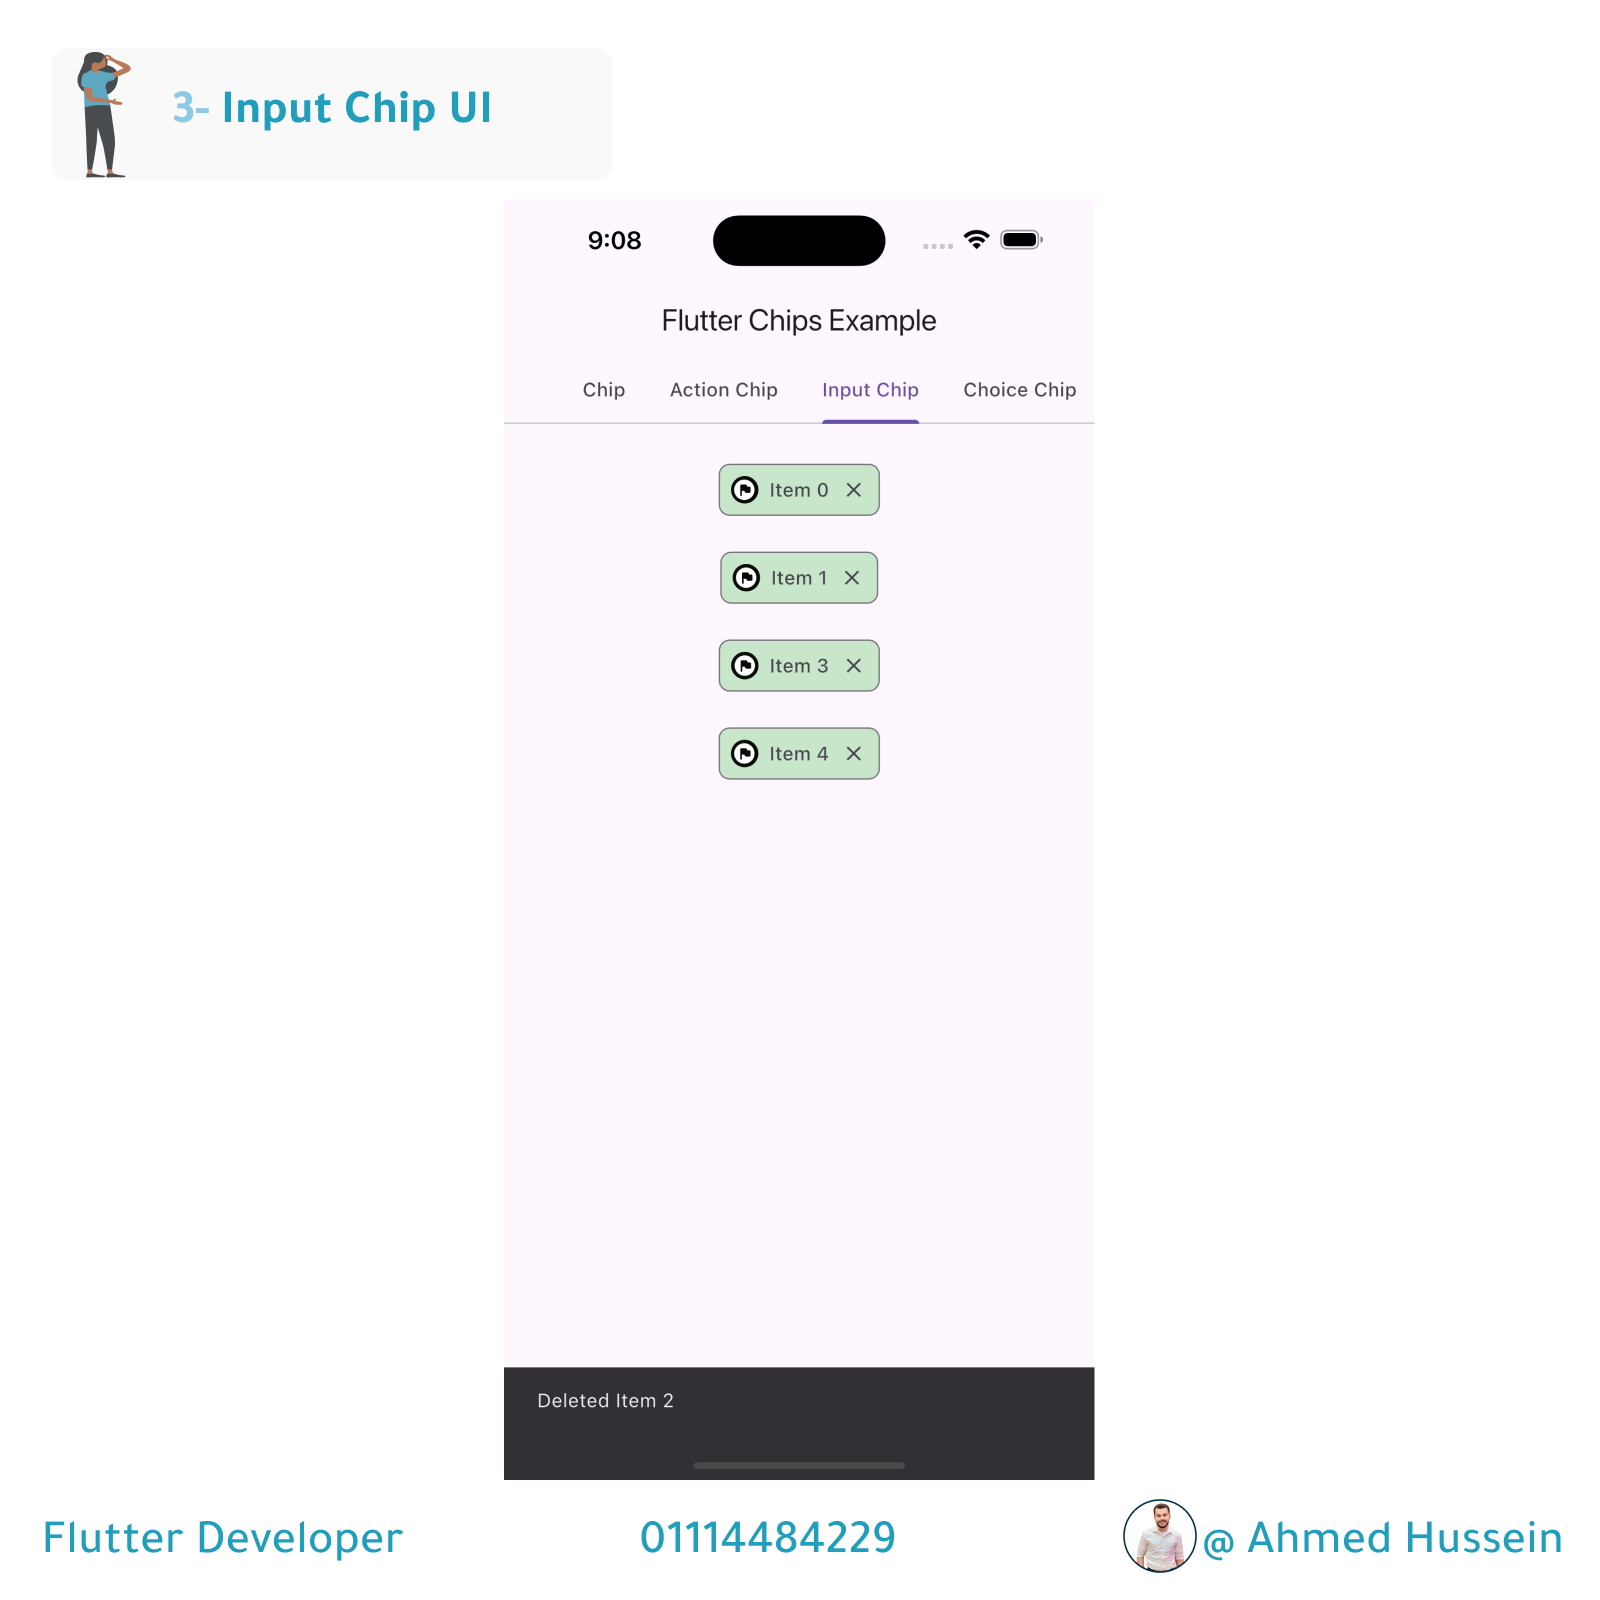 3- Input Chip UI
9:08
Flutter Chips Example
Chip Action Chip Input Chip Choice Chip
Item 0
Item 1
Item 3
Item 4
Deleted Item 2
Flutter Developer 01114484229 @ Ahmed Hussein